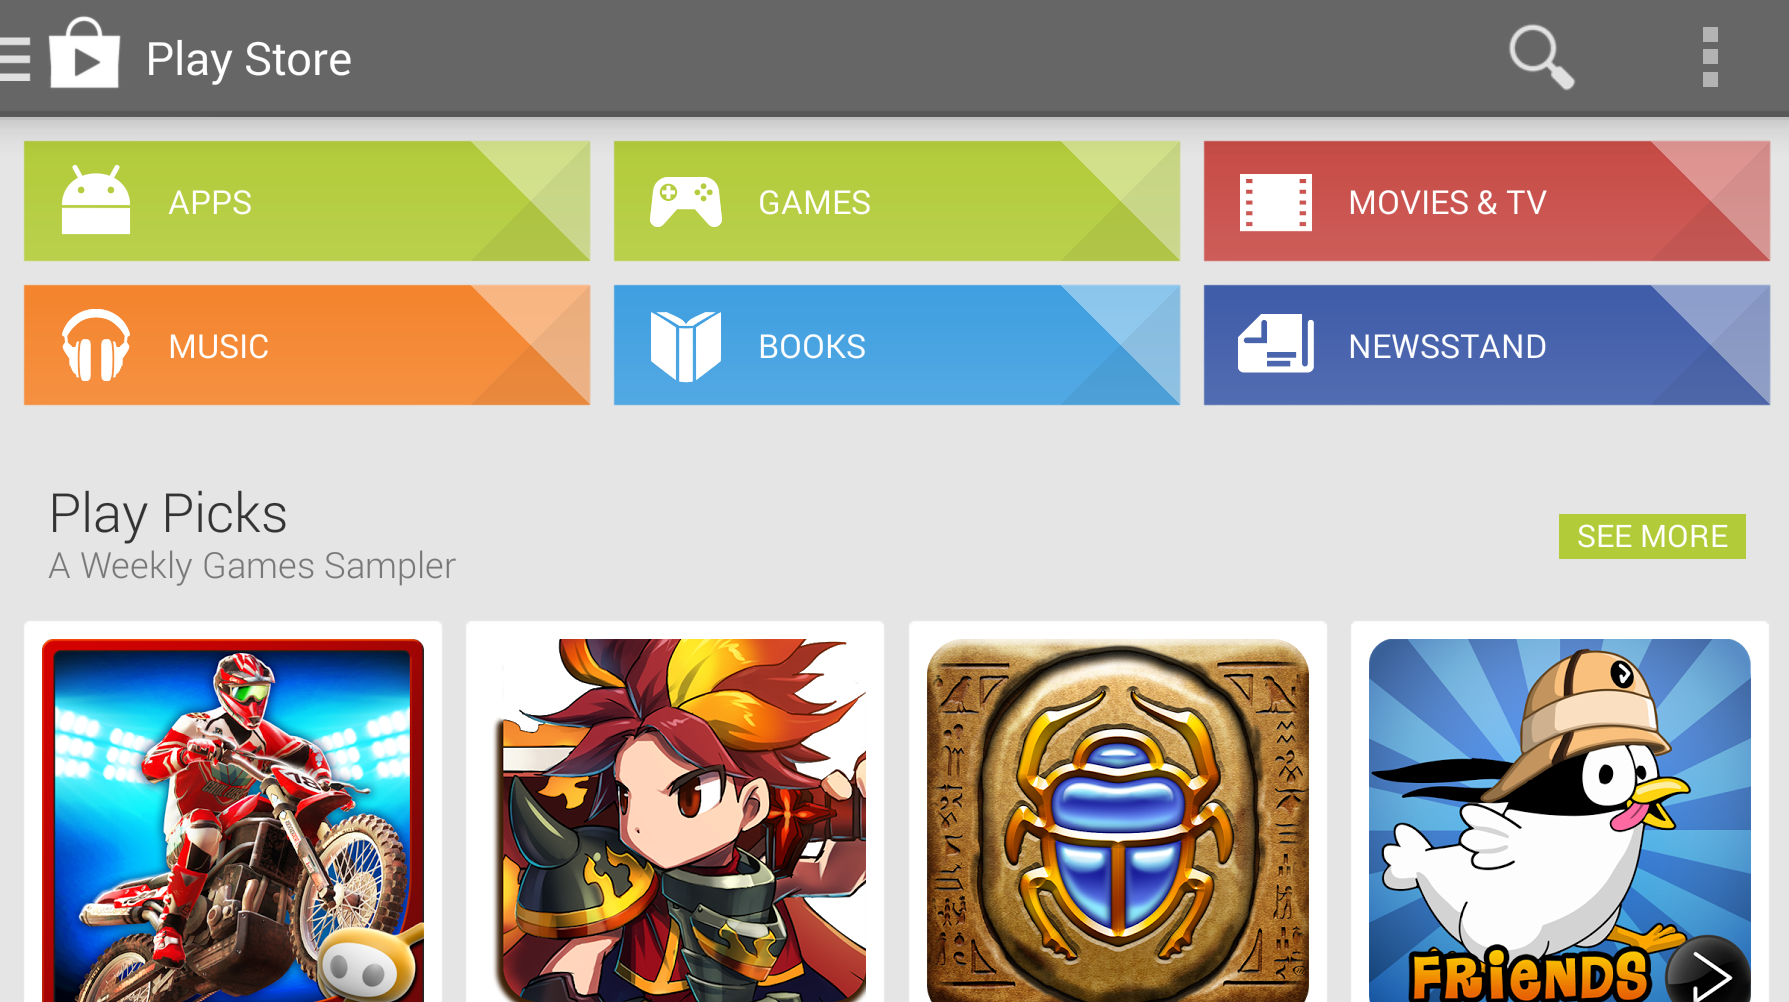 Play Store
APPS
GAMES
MOVIES & TV
MUSIC
BOOKS
NEWSSTAND
Play Picks
A Weekly Games Sampler
SEE MORE
FRiENDS